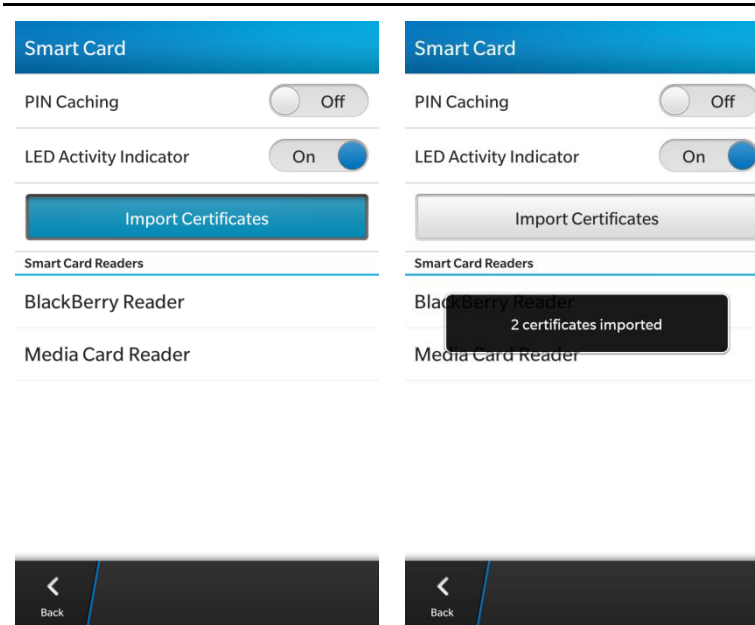 Smart Card
PIN Caching Off
LED Activity Indicator On
Import Certificates
Smart Card Readers
BlackBerry Reader
Media Card Reader
Back
Smart Card
PIN Caching Off
LED Activity Indicator On
Import Certificates
Smart Card Readers
BlackBerry Reader
2 certificates imported
Media Card Reader
Back